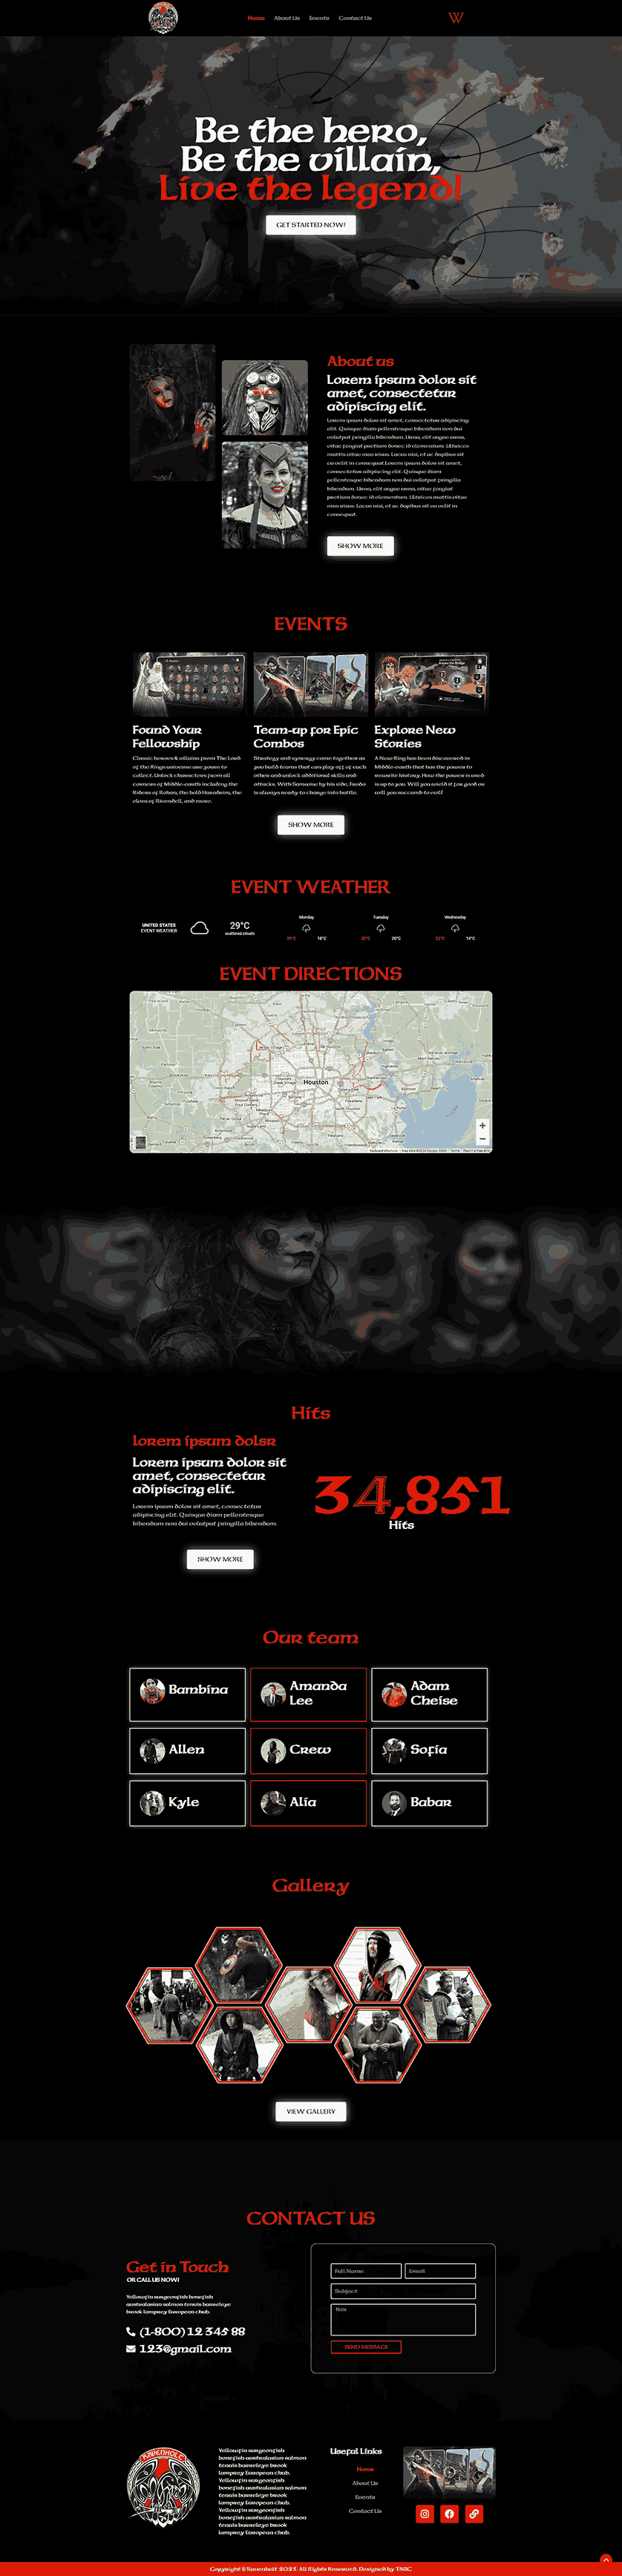 Home About Us Events Contact Us
W
Be the hero,
Be the villain,
Live the legend!
GET STARTED NOW!
About us
Lorem ipsum dolor sit
amet, consectetur
adipiscing elit.
Lorem ipsum dolor sit amet, consectetur adipiscing
elit. Quisque diam pellentesque bibendum non dui
volutpat fringilla bibendum. Urna, elit augue urna,
vitae feugiat pretium donec id elementum. Ultrices
mattis vitae mus risus. Lacus nisi, et ac dapibus sit
eu velit in consequat.Lorem ipsum dolor sit amet,
consectetur adipiscing elit. Quisque diam
pellentesque bibendum non dui volutpat fringilla
bibendum. Urna, elit augue urna, vitae feugiat
pretium donec id elementum. Ultrices mattis vitae
mus risus. Lacus nisi, et ac dapibus sit eu velit in
consequat.
SHOW MORE
EVENTS
Found Your
Fellowship
Classic heroes & villains from The Lord
of the Rings universe are yours to
collect. Unlock characters from all
corners of Middle-earth including the
Riders of Rohan, the bold Haradrim, the
elves of Rivendell, and more.
Team-up for Epic
Combos
Strategy and synergy come together as
you build teams that can play off of each
other and unlock additional skills and
attacks. With Samwise by his side, Frodo
is always ready to charge into battle.
Explore New
Stories
A New Ring has been discovered in
Middle-earth that has the power to
rewrite history. How the power is used
is up to you. Will you wield it for good or
will you succumb to evil?
SHOW MORE
EVENT WEATHER
UNITED STATES
EVENT WEATHER
29°C
scattered clouds
Monday
29°C 16°C
Tuesday
20°C
Wednesday
14°C
EVENT DIRECTIONS
Houston
Hits
lorem ipsum dolsr
Lorem ipsum dolor sit
amet, consectetur
adipiscing elit.
Lorem ipsum dolor sit amet, consectetur
adipiscing elit. Quisque diam pellentesque
bibendum non dui volutpat fringilla bibendum.
SHOW MORE
34,851
Hits
Our team
Bambina
Amanda
Lee
Adam
Cheise
Allen
Crew
Sofia
Kyle
Alia
Babar
Gallery
VIEW GALLERY
CONTACT US
Get in Touch
OR CALL US NOW!
Yellowfin surgeonfish bonefish
australasian salmon tenuis barreleye
brook lamprey European chub.
(1-800) 12 345 88
123@gmail.com
Full Name
Email
Subject
Note
SEND MESSAGE
RAVENHOLT
Yellowfin surgeonfish
bonefish australasian salmon
tenuis barreleye brook
lamprey European chub.
Yellowfin surgeonfish
bonefish australasian salmon
tenuis barreleye brook
lamprey European chub.
Yellowfin surgeonfish
bonefish australasian salmon
tenuis barreleye brook
lamprey European chub.
Useful Links
Home
About Us
Events
Contact Us
Copyright @ Ravenholt 2023. All Rights Reserved. Designed by TNBC